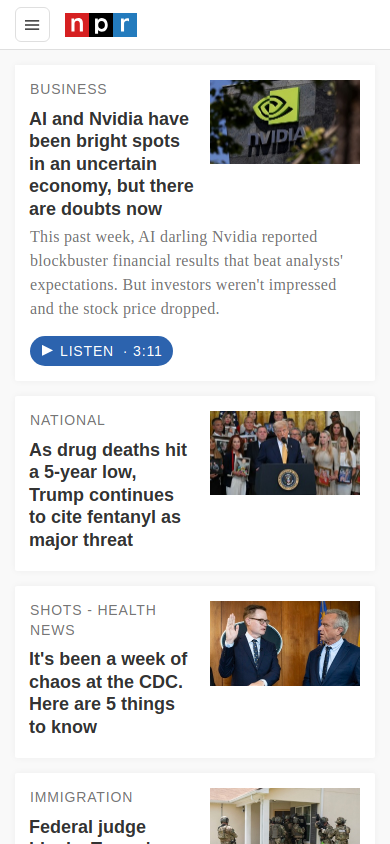 npr
BUSINESS
AI and Nvidia have
been bright spots
in an uncertain
economy, but there
are doubts now
NVIDIA
This past week, AI darling Nvidia reported
blockbuster financial results that beat analysts'
expectations. But investors weren't impressed
and the stock price dropped.
LISTEN · 3:11
NATIONAL
As drug deaths hit
a 5-year low,
Trump continues
to cite fentanyl as
major threat
SHOTS - HEALTH
NEWS
It's been a week of
chaos at the CDC.
Here are 5 things
to know
IMMIGRATION
Federal judge